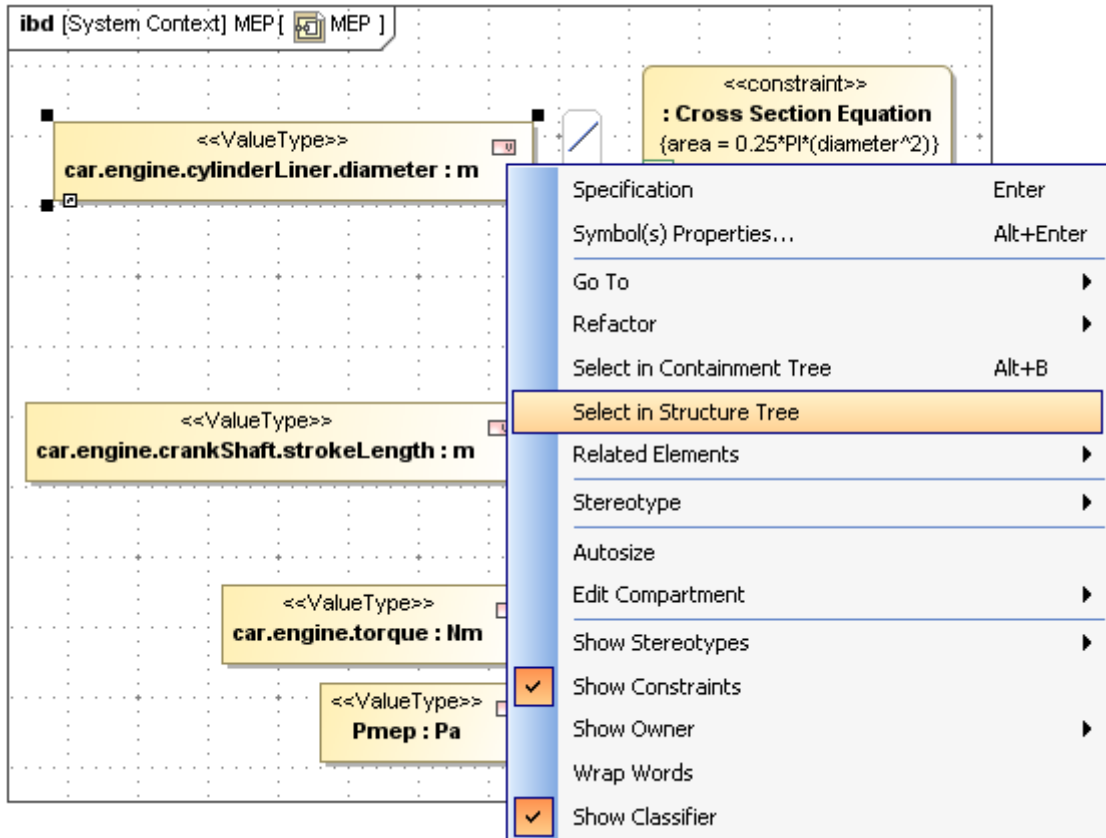 ibd [System Context] MEP [ MEP ]
<<constraint>>
: Cross Section Equation
{area = 0.25*PI*(diameter^2)}
<<ValueType>>
car.engine.cylinderLiner.diameter : m
<<ValueType>>
car.engine.crankShaft.strokeLength : m
<<ValueType>>
car.engine.torque : Nm
<<ValueType>>
Pmep : Pa
Specification Enter
Symbol(s) Properties... Alt+Enter
Go To
Refactor
Select in Containment Tree Alt+B
Select in Structure Tree
Related Elements
Stereotype
Autosize
Edit Compartment
Show Stereotypes
Show Constraints
Show Owner
Wrap Words
Show Classifier